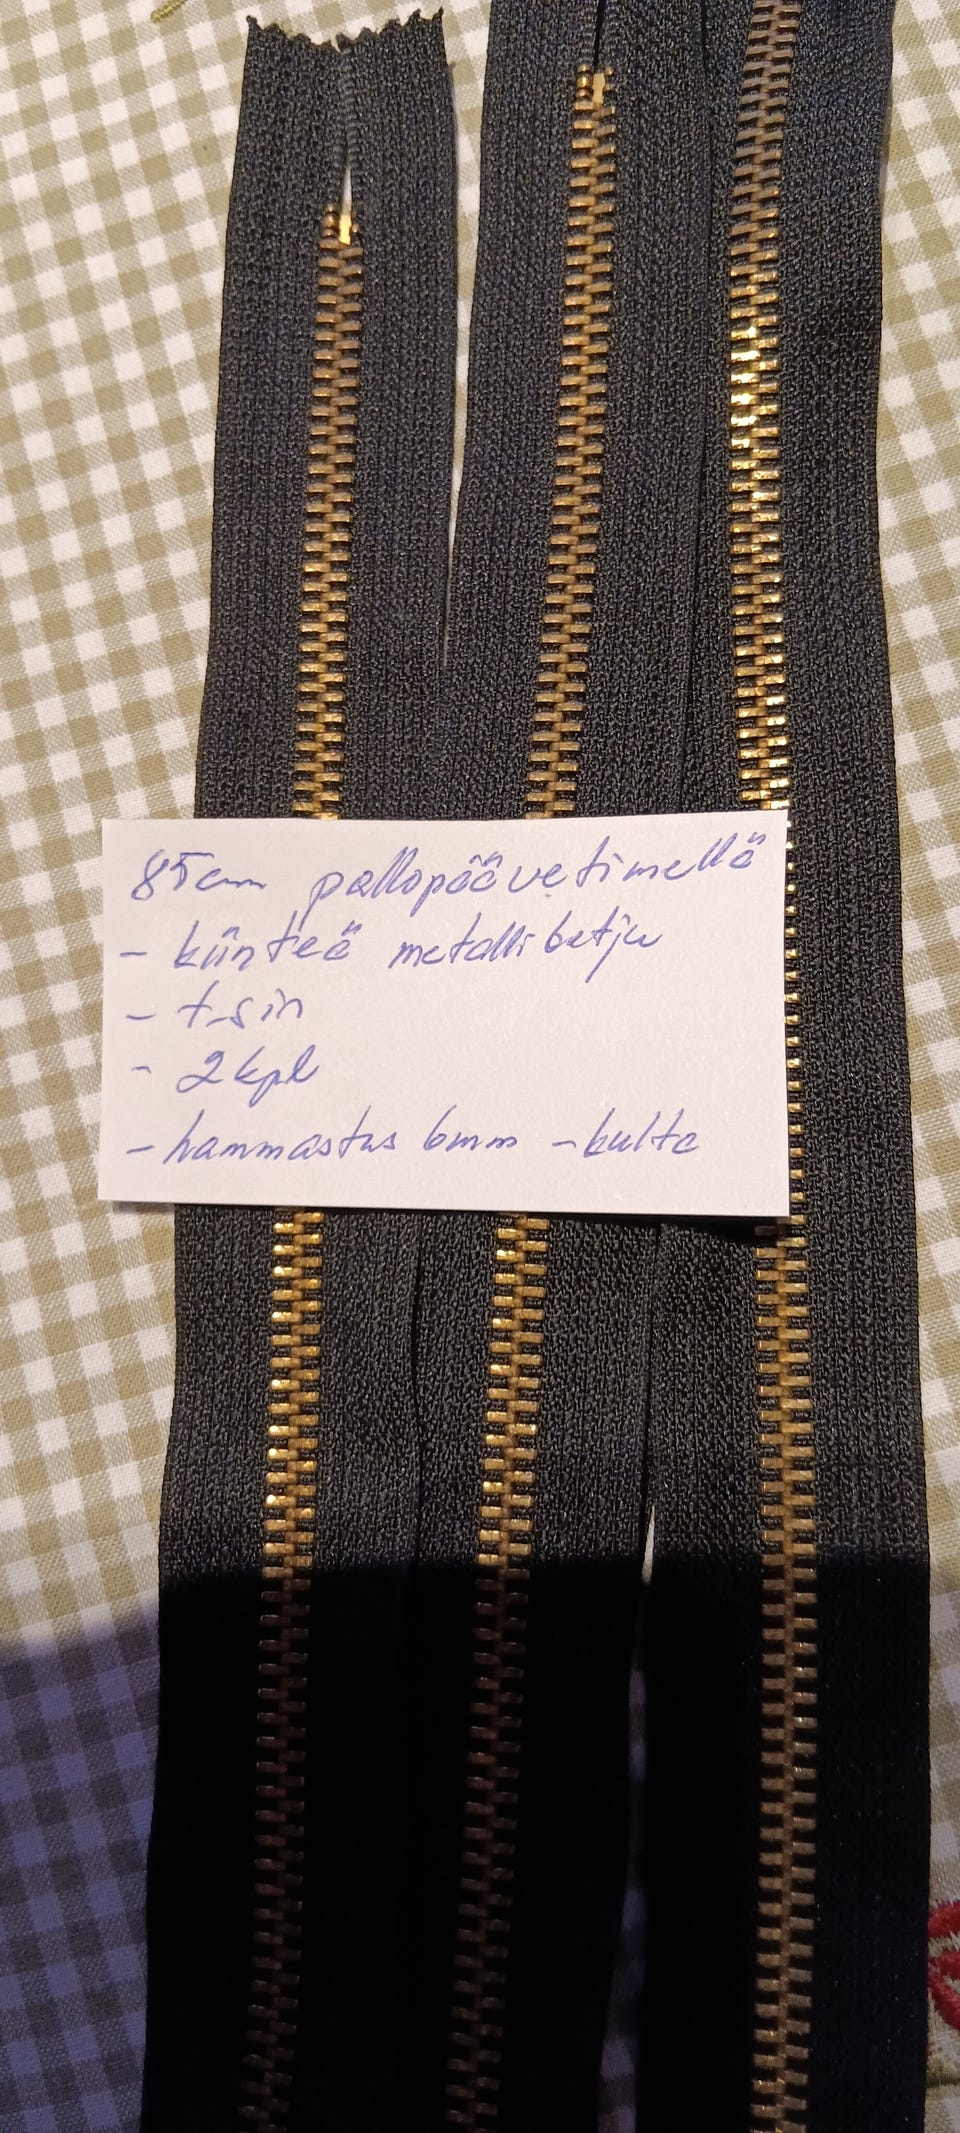 85cm pallopäävetimellä
- kiinteä metalliketju
- t.sin
- 2kpl
- hammastus 6mm - kulta